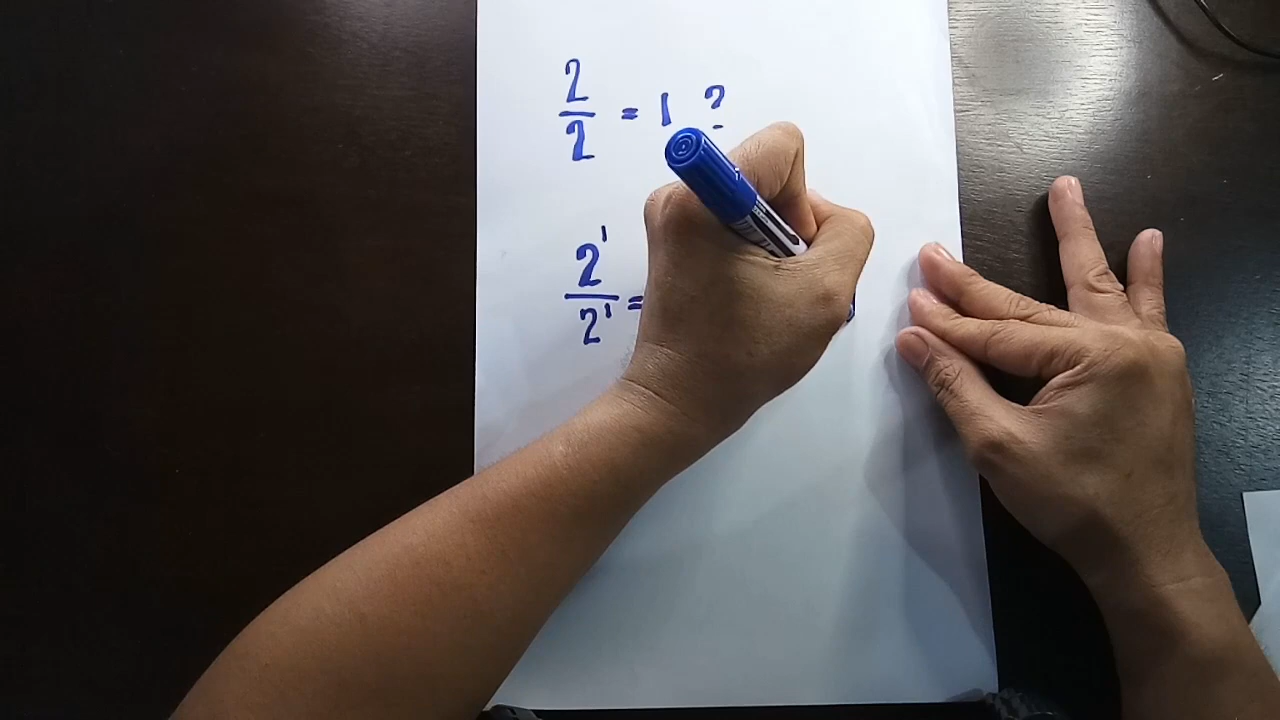 2/2 = 1 ?
2¹/2¹ =